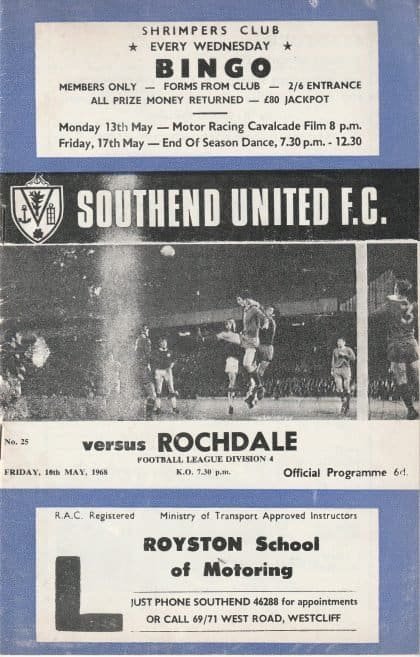 SHRIMPERS CLUB
★ EVERY WEDNESDAY ★
BINGO
MEMBERS ONLY — FORMS FROM CLUB — 2/6 ENTRANCE
ALL PRIZE MONEY RETURNED — £80 JACKPOT
Monday 13th May — Motor Racing Cavalcade Film 8 p.m.
Friday, 17th May — End Of Season Dance, 7.30 p.m. - 12.30
SOUTHEND UNITED F.C.
No. 25
versus ROCHDALE
FOOTBALL LEAGUE DIVISION 4
FRIDAY, 10th MAY, 1968 K.O. 7.30 p.m. Official Programme 6d.
R.A.C. Registered Ministry of Transport Approved Instructors
L
ROYSTON School
of Motoring
JUST PHONE SOUTHEND 46288 for appointments
OR CALL 69/71 WEST ROAD, WESTCLIFF